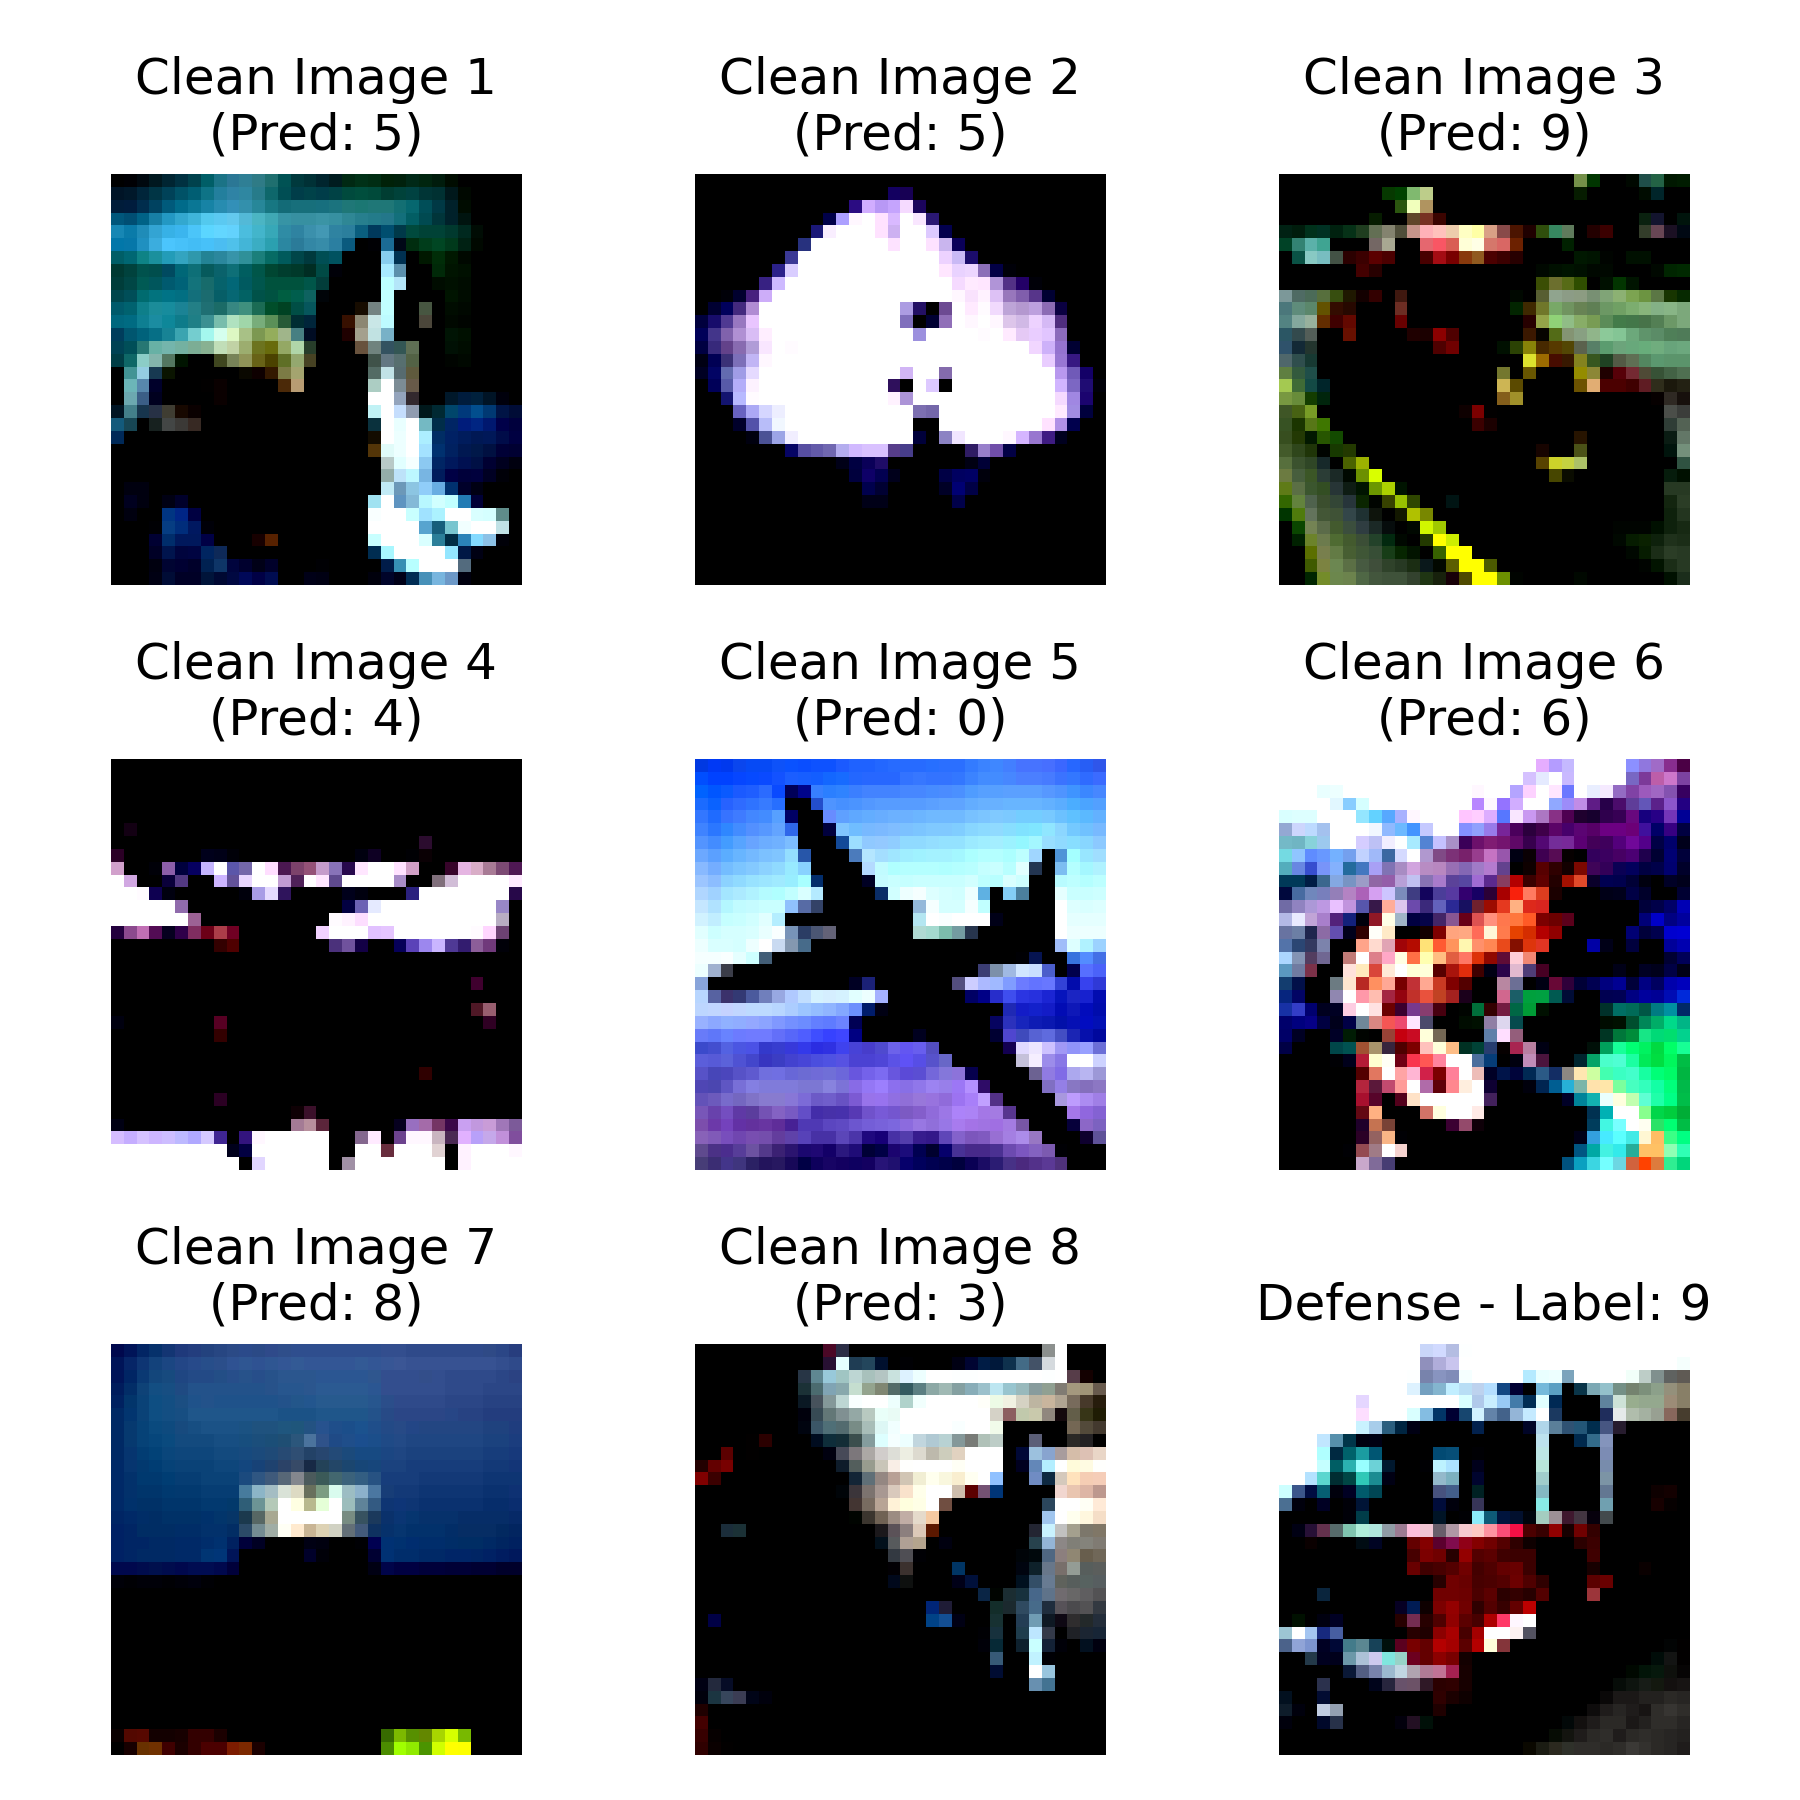 Clean Image 1
(Pred: 5)
Clean Image 2
(Pred: 5)
Clean Image 3
(Pred: 9)
Clean Image 4
(Pred: 4)
Clean Image 5
(Pred: 0)
Clean Image 6
(Pred: 6)
Clean Image 7
(Pred: 8)
Clean Image 8
(Pred: 3)
Defense - Label: 9